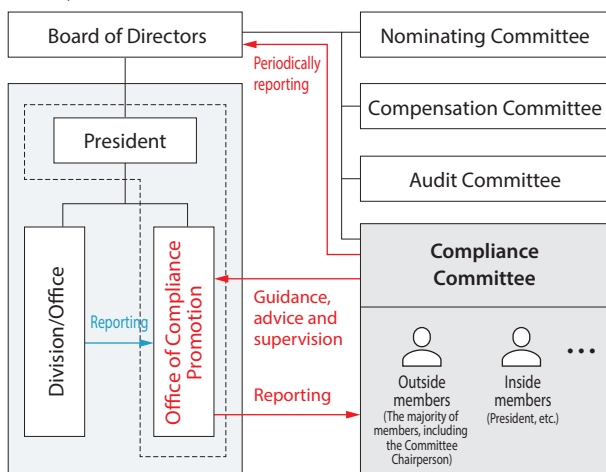 Board of Directors
Nominating Committee
Periodically
reporting
Compensation Committee
President
Audit Committee
Compliance
Committee
Division/Office
Reporting
Office of Compliance
Promotion
Guidance,
advice and
supervision
Reporting
Outside
members
(The majority of
members, including
the Committee
Chairperson)
Inside
members
(President, etc.)
...